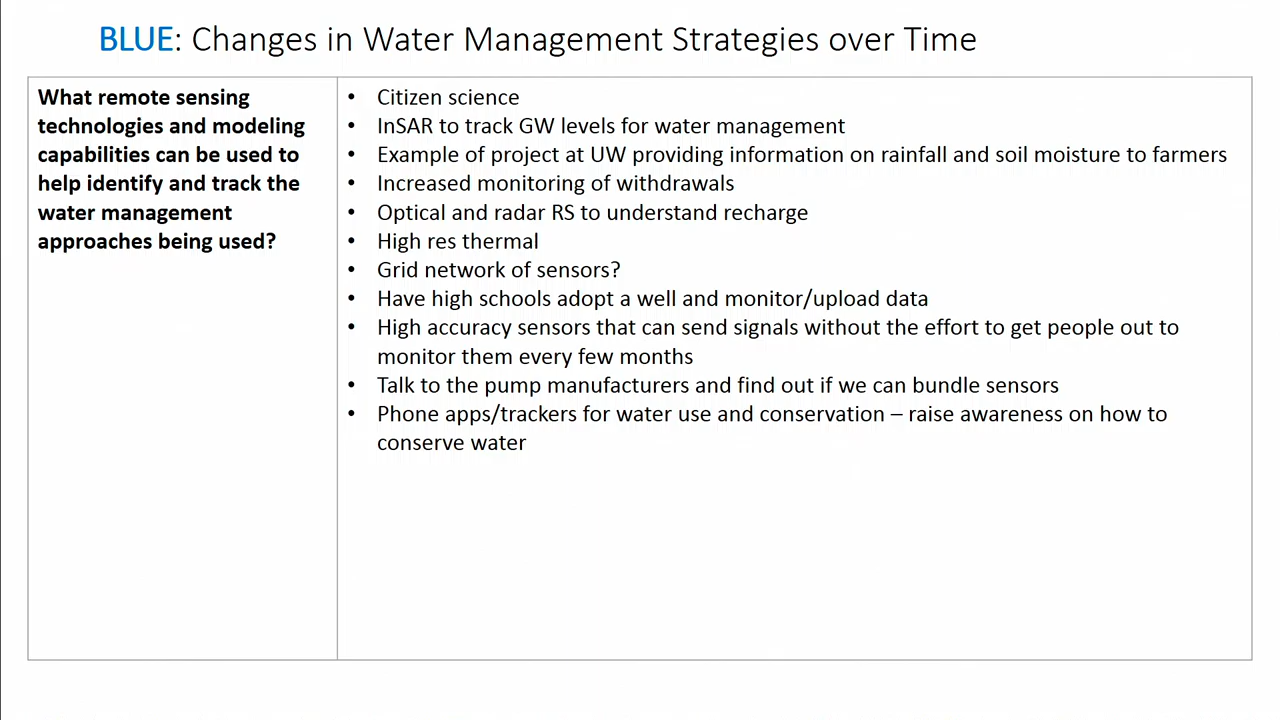 BLUE: Changes in Water Management Strategies over Time
What remote sensing
technologies and modeling
capabilities can be used to
help identify and track the
water management
approaches being used?
• Citizen science
• InSAR to track GW levels for water management
• Example of project at UW providing information on rainfall and soil moisture to farmers
• Increased monitoring of withdrawals
• Optical and radar RS to understand recharge
• High res thermal
• Grid network of sensors?
• Have high schools adopt a well and monitor/upload data
• High accuracy sensors that can send signals without the effort to get people out to
monitor them every few months
• Talk to the pump manufacturers and find out if we can bundle sensors
• Phone apps/trackers for water use and conservation – raise awareness on how to
conserve water